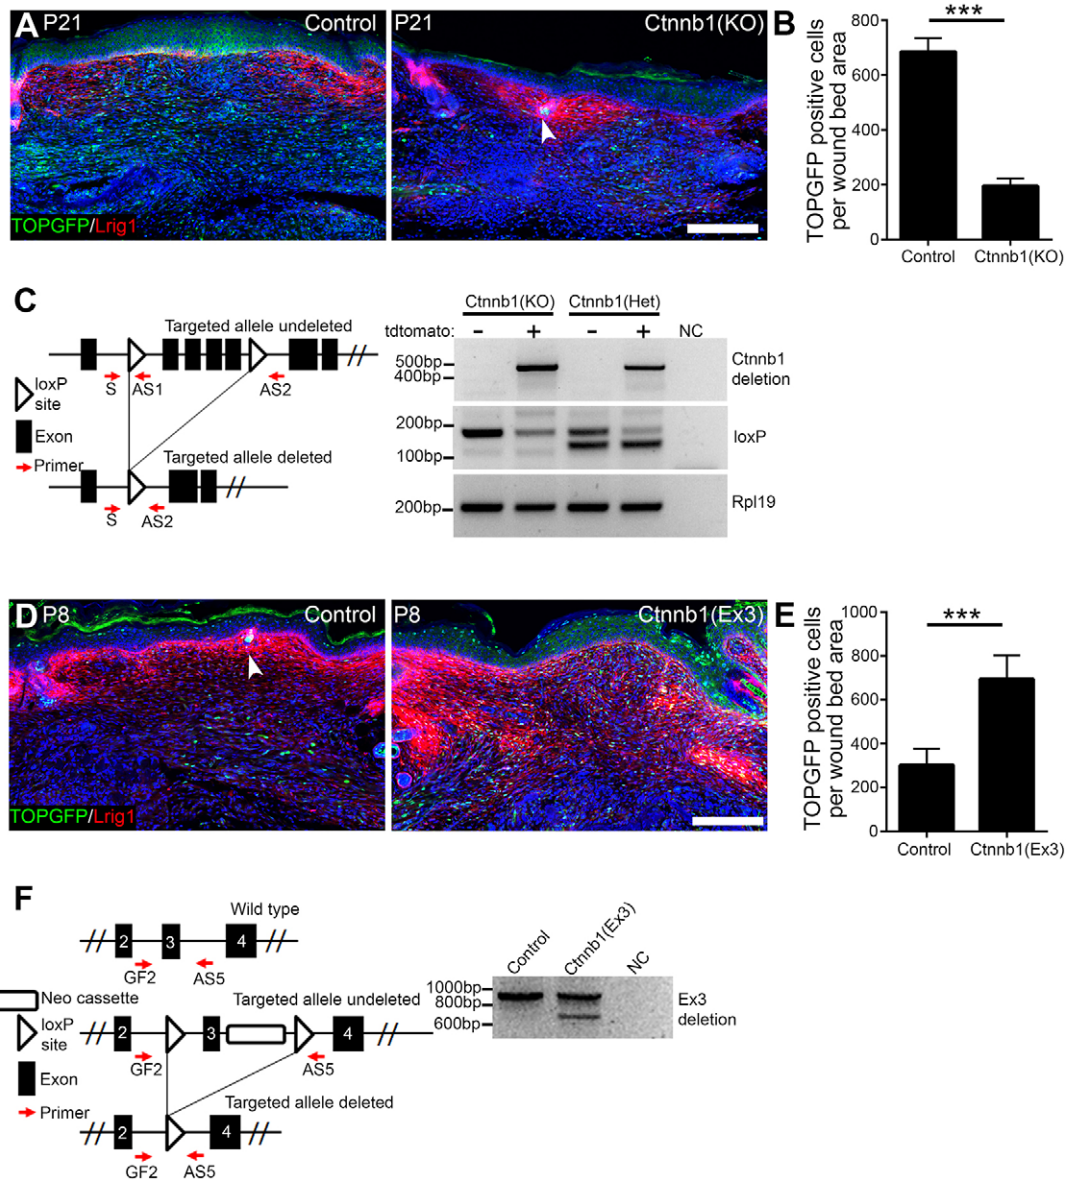 A P21 Control
P21 Ctnnb1(KO)
TOPGFP/Lrig1
B
TOPGFP positive cells
per wound bed area
800
600
400
200
0
***
Control Ctnnb1(KO)
C
Targeted allele undeleted
S AS1 AS2
loxP
site
Exon
Primer
Targeted allele deleted
S AS2
Ctnnb1(KO) Ctnnb1(Het)
tdtomato: - + - + NC
500bp
400bp
Ctnnb1
deletion
200bp
100bp
loxP
200bp
Rpl19
D P8 Control
P8 Ctnnb1(Ex3)
TOPGFP/Lrig1
E
TOPGFP positive cells
per wound bed area
1000
800
600
400
200
0
***
Control Ctnnb1(Ex3)
F
Wild type
2 3 4
GF2 AS5
Neo cassette
Targeted allele undeleted
loxP
site
2 3 4
GF2 AS5
Exon
Primer
Targeted allele deleted
2 4
GF2 AS5
Control Ctnnb1(Ex3) NC
1000bp
800bp
600bp
Ex3
deletion